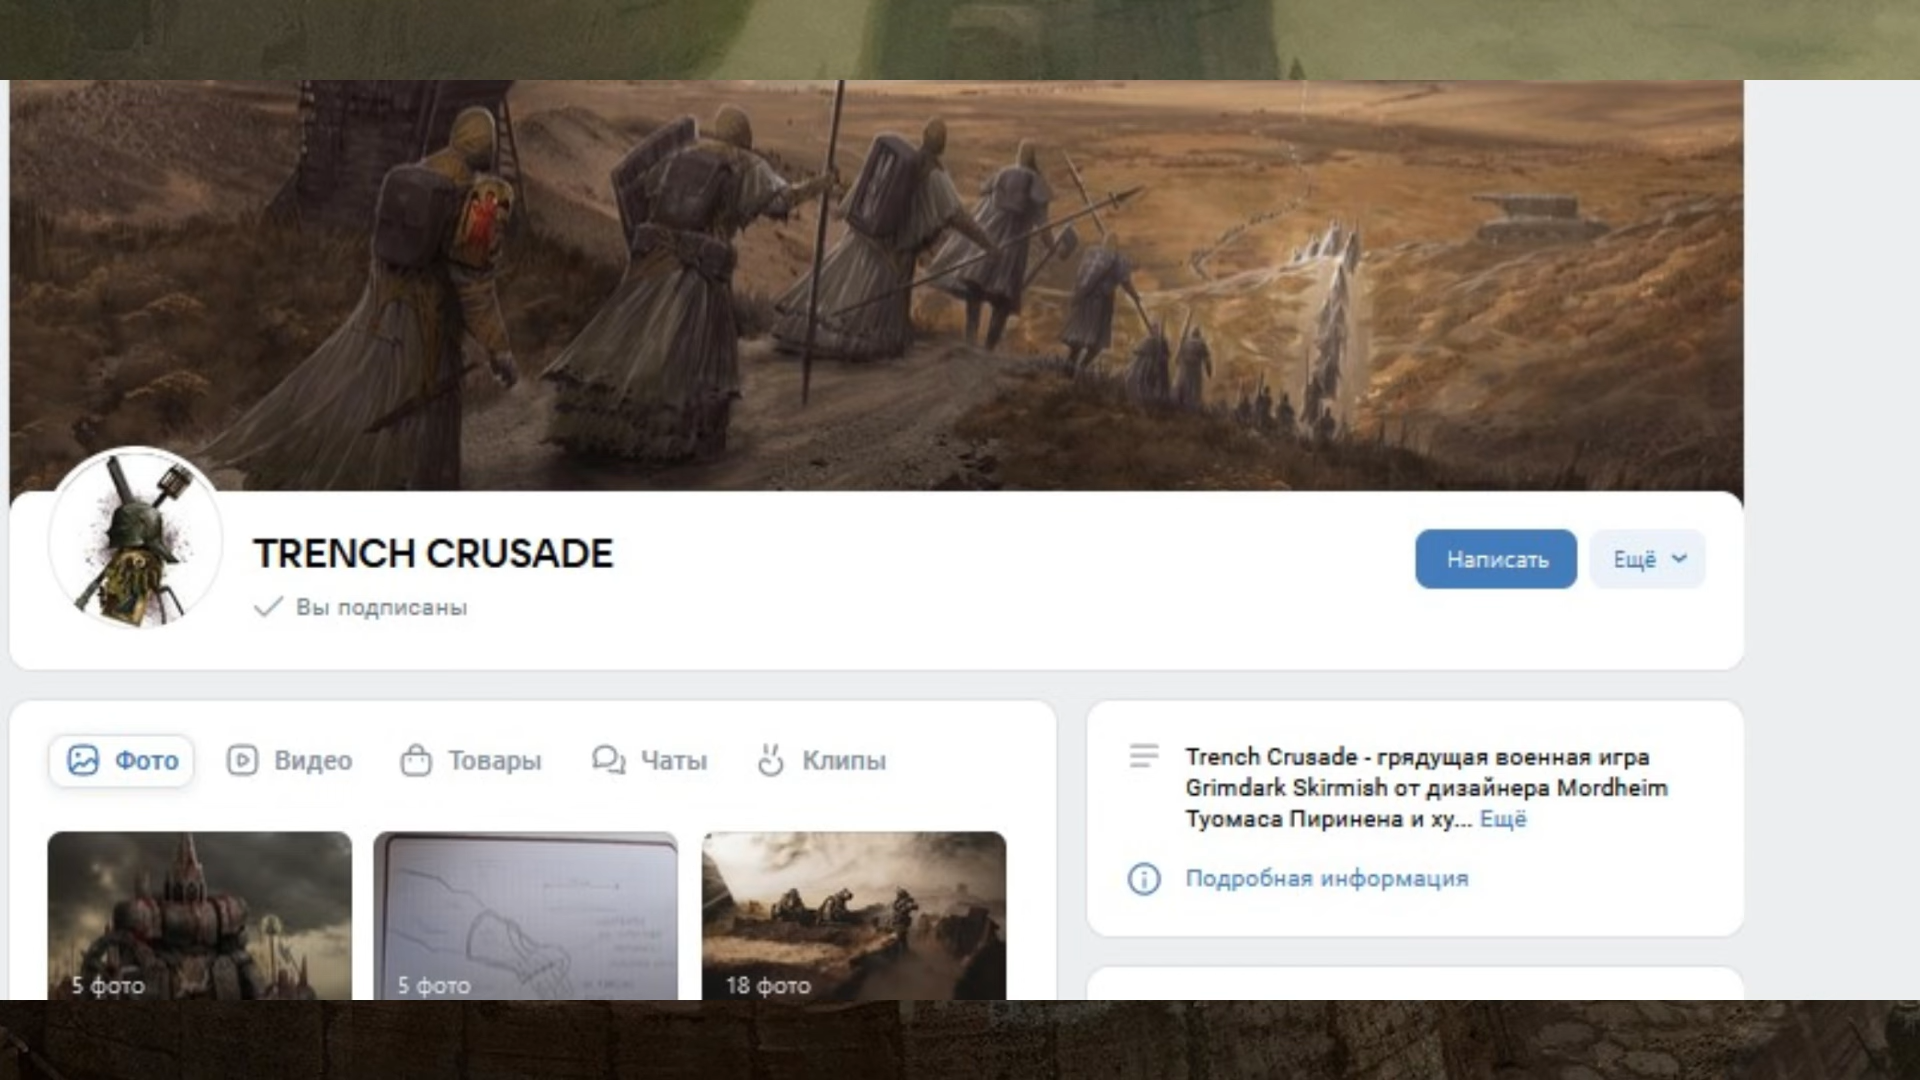 TRENCH CRUSADE
Вы подписаны
Написать
Ещё
Фото
Видео
Товары
Чаты
Клипы
5 фото
5 фото
18 фото
Trench Crusade - грядущая военная игра
Grimdark Skirmish от дизайнера Mordheim
Туомаса Пиринена и ху... Ещё
Подробная информация